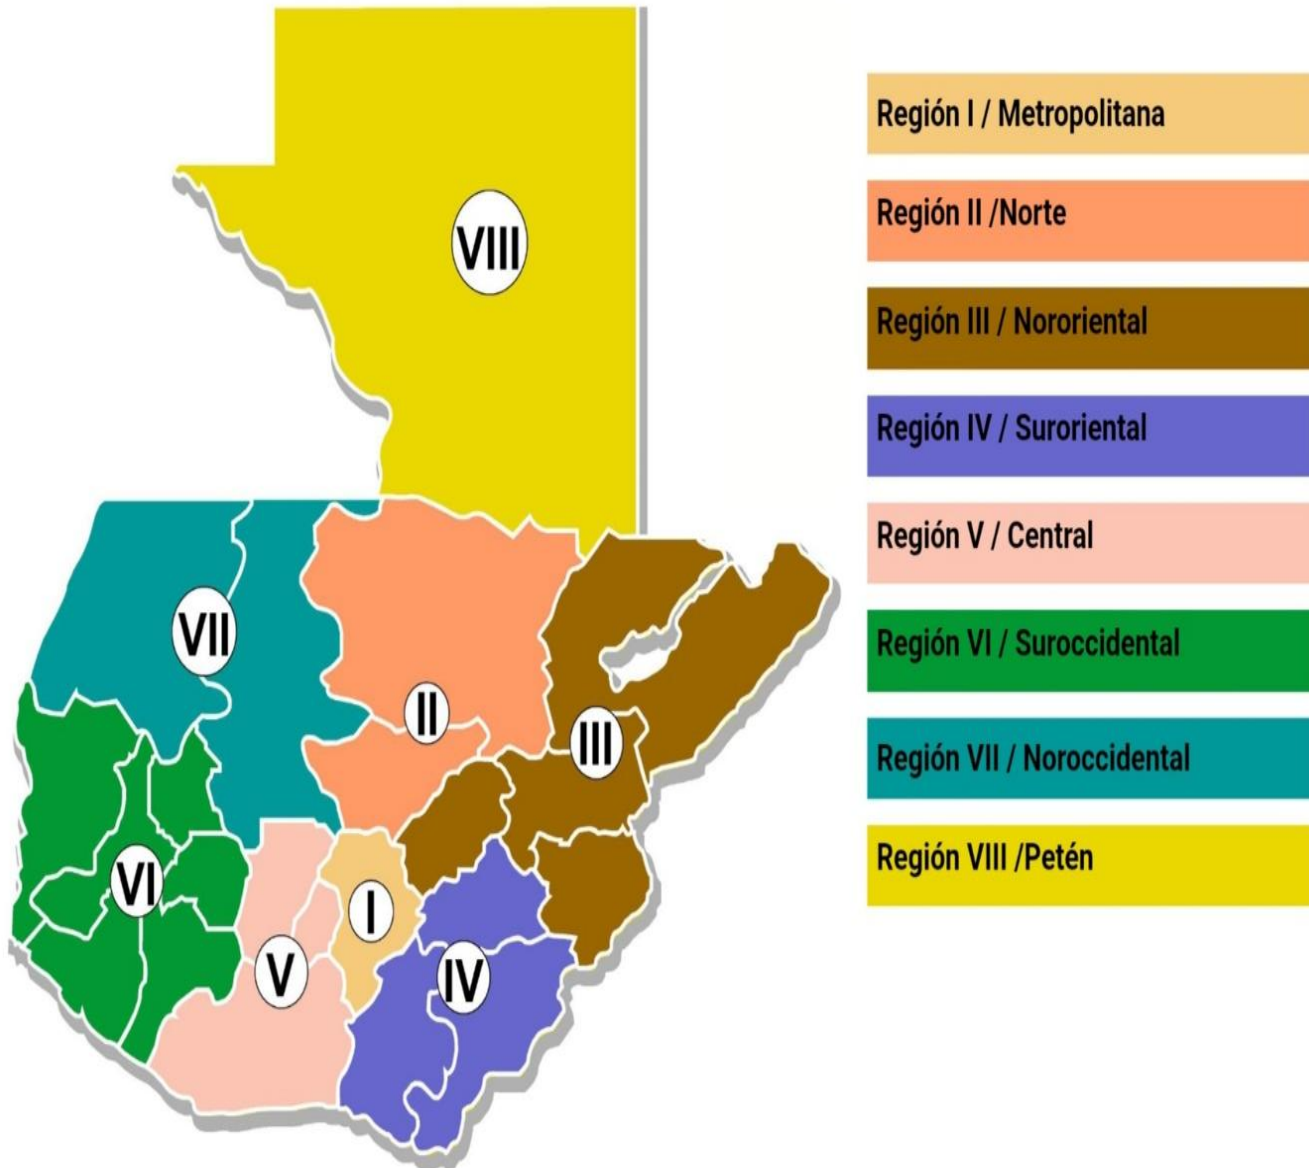 VIII
VII
II
III
VI
I
V
IV
Región I / Metropolitana
Región II /Norte
Región III / Nororiental
Región IV / Suroriental
Región V / Central
Región VI / Suroccidental
Región VII / Noroccidental
Región VIII /Petén